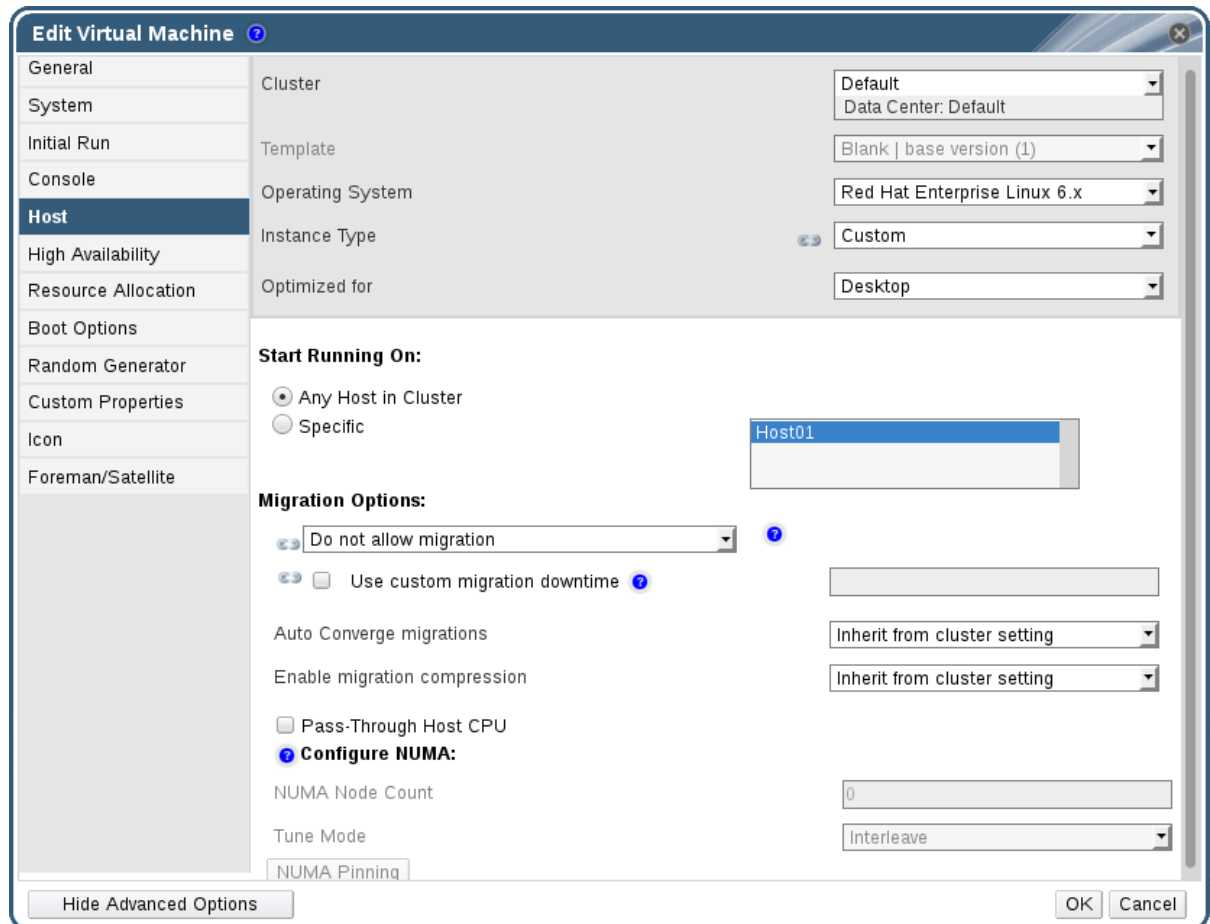 Edit Virtual Machine ?
General
System
Initial Run
Console
Host
High Availability
Resource Allocation
Boot Options
Random Generator
Custom Properties
Icon
Foreman/Satellite
Cluster
Default
Data Center: Default
Template
Blank | base version (1)
Operating System
Red Hat Enterprise Linux 6.x
Instance Type
Custom
Optimized for
Desktop
Start Running On:
Any Host in Cluster
Specific
Host01
Migration Options:
Do not allow migration ?
Use custom migration downtime ?
Auto Converge migrations
Inherit from cluster setting
Enable migration compression
Inherit from cluster setting
Pass-Through Host CPU
? Configure NUMA:
NUMA Node Count
0
Tune Mode
Interleave
NUMA Pinning
Hide Advanced Options
OK
Cancel